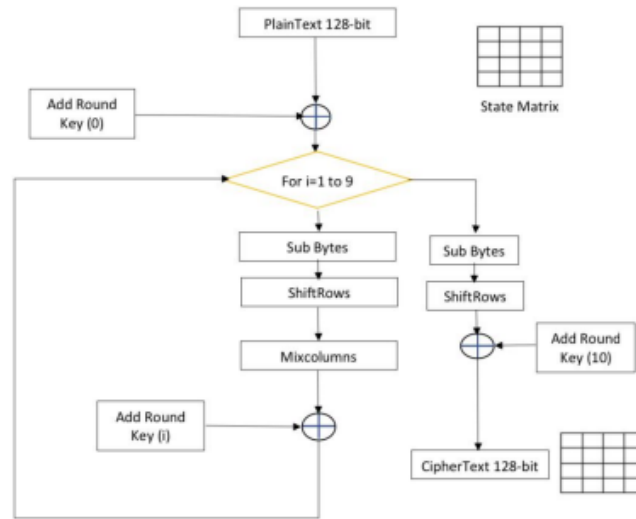 PlainText 128-bit
State Matrix
Add Round
Key (0)
For i=1 to 9
Sub Bytes
Sub Bytes
ShiftRows
ShiftRows
Mixcolumns
Add Round
Key (10)
Add Round
Key (i)
CipherText 128-bit